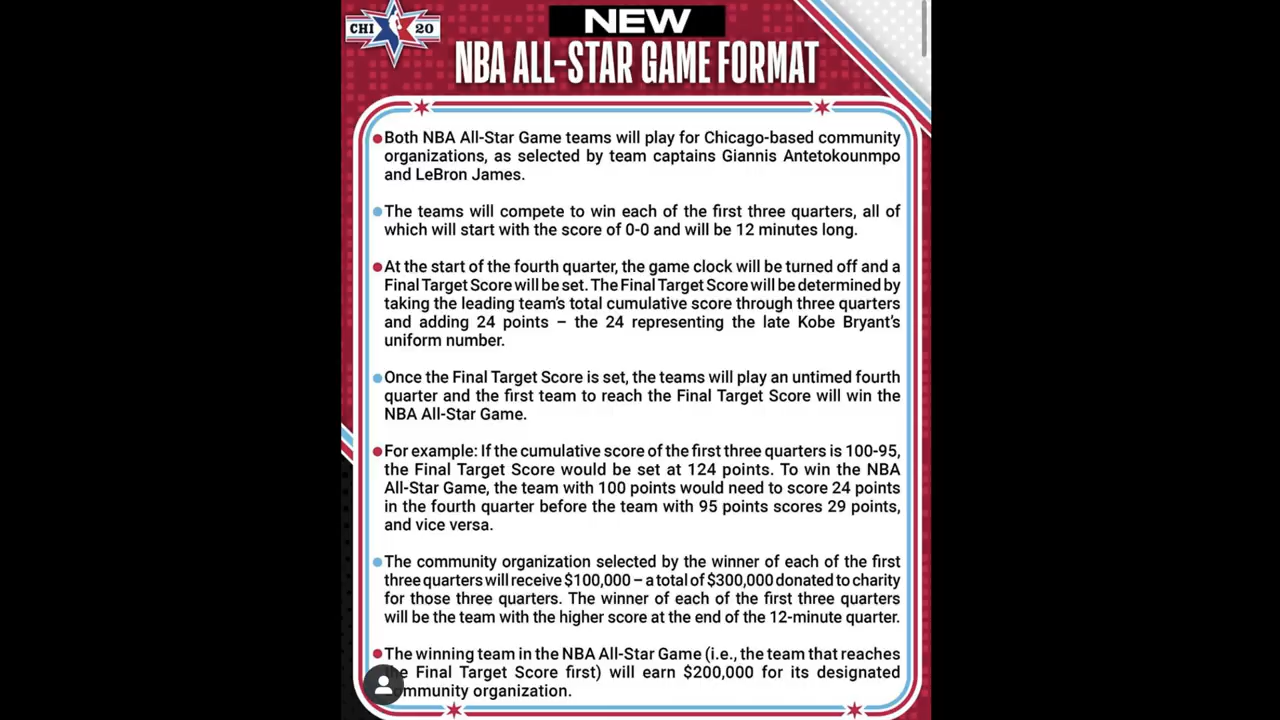 CHI 20
NEW
NBA ALL-STAR GAME FORMAT
Both NBA All-Star Game teams will play for Chicago-based community
organizations, as selected by team captains Giannis Antetokounmpo
and LeBron James.
The teams will compete to win each of the first three quarters, all of
which will start with the score of 0-0 and will be 12 minutes long.
At the start of the fourth quarter, the game clock will be turned off and a
Final Target Score will be set. The Final Target Score will be determined by
taking the leading team's total cumulative score through three quarters
and adding 24 points – the 24 representing the late Kobe Bryant's
uniform number.
Once the Final Target Score is set, the teams will play an untimed fourth
quarter and the first team to reach the Final Target Score will win the
NBA All-Star Game.
For example: If the cumulative score of the first three quarters is 100-95,
the Final Target Score would be set at 124 points. To win the NBA
All-Star Game, the team with 100 points would need to score 24 points
in the fourth quarter before the team with 95 points scores 29 points,
and vice versa.
The community organization selected by the winner of each of the first
three quarters will receive $100,000 – a total of $300,000 donated to charity
for those three quarters. The winner of each of the first three quarters
will be the team with the higher score at the end of the 12-minute quarter.
The winning team in the NBA All-Star Game (i.e., the team that reaches
the Final Target Score first) will earn $200,000 for its designated
community organization.